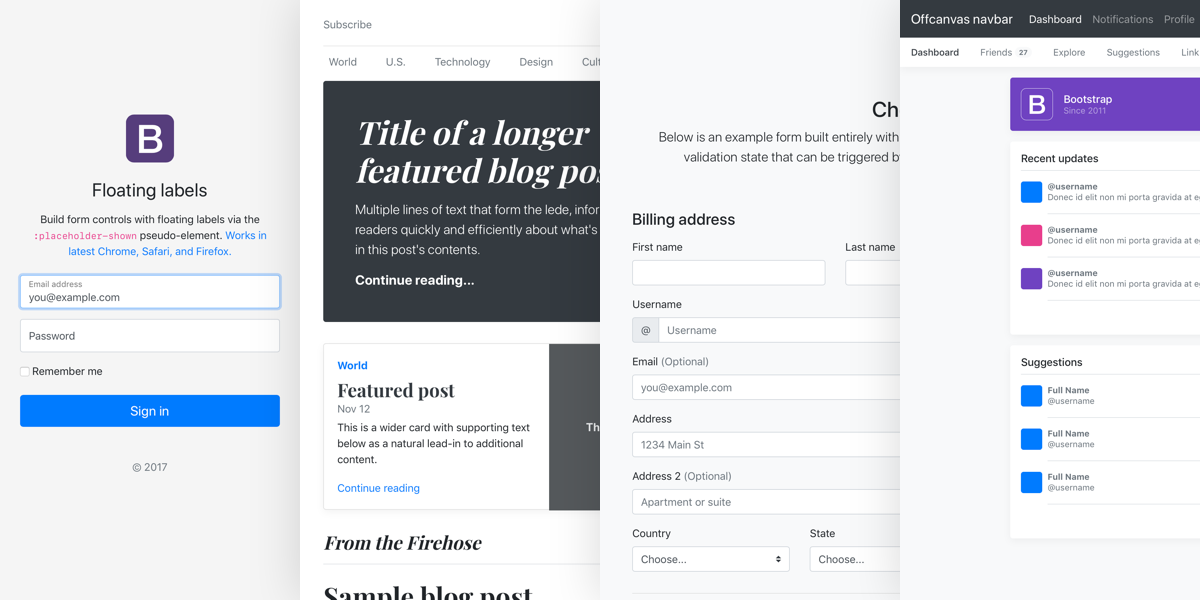 B
Floating labels
Build form controls with floating labels via the
:placeholder-shown pseudo-element. Works in
latest Chrome, Safari, and Firefox.
Email address
you@example.com
Password
Remember me
Sign in
© 2017
Subscribe
World U.S. Technology Design Cult
Title of a longer
featured blog pos
Multiple lines of text that form the lede, infor
readers quickly and efficiently about what's
in this post's contents.
Continue reading...
World
Featured post
Nov 12
This is a wider card with supporting text
below as a natural lead-in to additional
content.
Continue reading
Th
From the Firehose
Sample blog post
Ch
Below is an example form built entirely with
validation state that can be triggered by
Billing address
First name Last name
Username
@ Username
Email (Optional)
you@example.com
Address
1234 Main St
Address 2 (Optional)
Apartment or suite
Country State
Choose... Choose...
Offcanvas navbar Dashboard Notifications Profile
Dashboard Friends 27 Explore Suggestions Link
B Bootstrap
Since 2011
Recent updates
@username
Donec id elit non mi porta gravida at eg
@username
Donec id elit non mi porta gravida at eg
@username
Donec id elit non mi porta gravida at eg
Suggestions
Full Name
@username
Full Name
@username
Full Name
@username